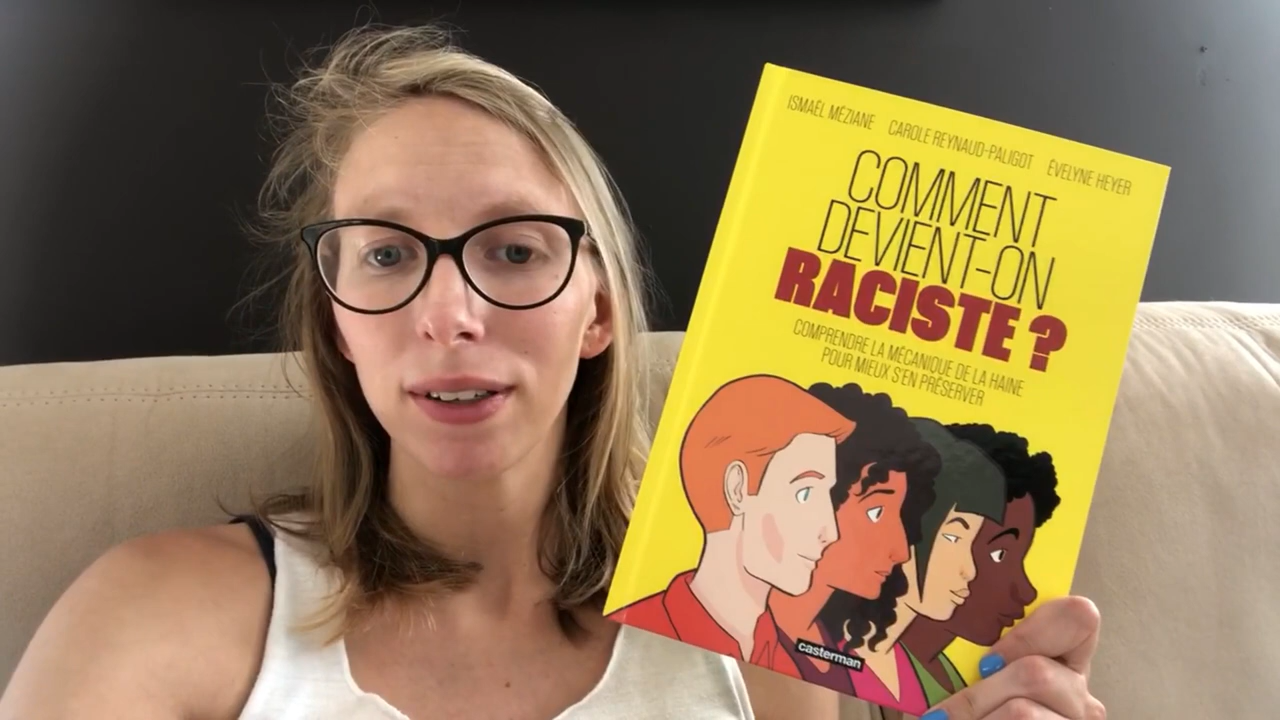 ISMAËL MÉZIANE CAROLE REYNAUD-PALIGOT ÉVELYNE HEYER
COMMENT
DEVIENT-ON
RACISTE ?
COMPRENDRE LA MÉCANIQUE DE LA HAINE
POUR MIEUX S'EN PRÉSERVER
casterman